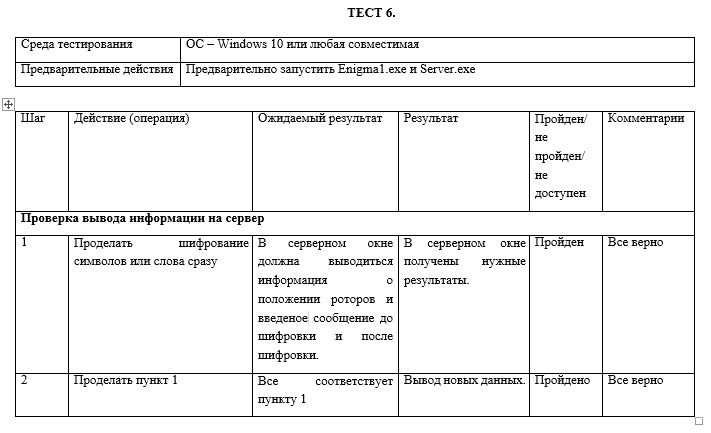 ТЕСТ 6.
Среда тестирования
ОС – Windows 10 или любая совместимая
Предварительные действия
Предварительно запустить Enigma1.exe и Server.exe
Шаг
Действие (операция)
Ожидаемый результат
Результат
Пройден/
не
пройден/
не
доступен
Комментарии
Проверка вывода информации на сервер
1
Проделать шифрование
символов или слова сразу
В серверном окне
должна выводиться
информация о
положении роторов и
введеное сообщение до
шифровки и после
шифровки.
В серверном окне
получены нужные
результаты.
Пройден
Все верно
2
Проделать пункт 1
Все соответствует
пункту 1
Вывод новых данных.
Пройдено
Все верно